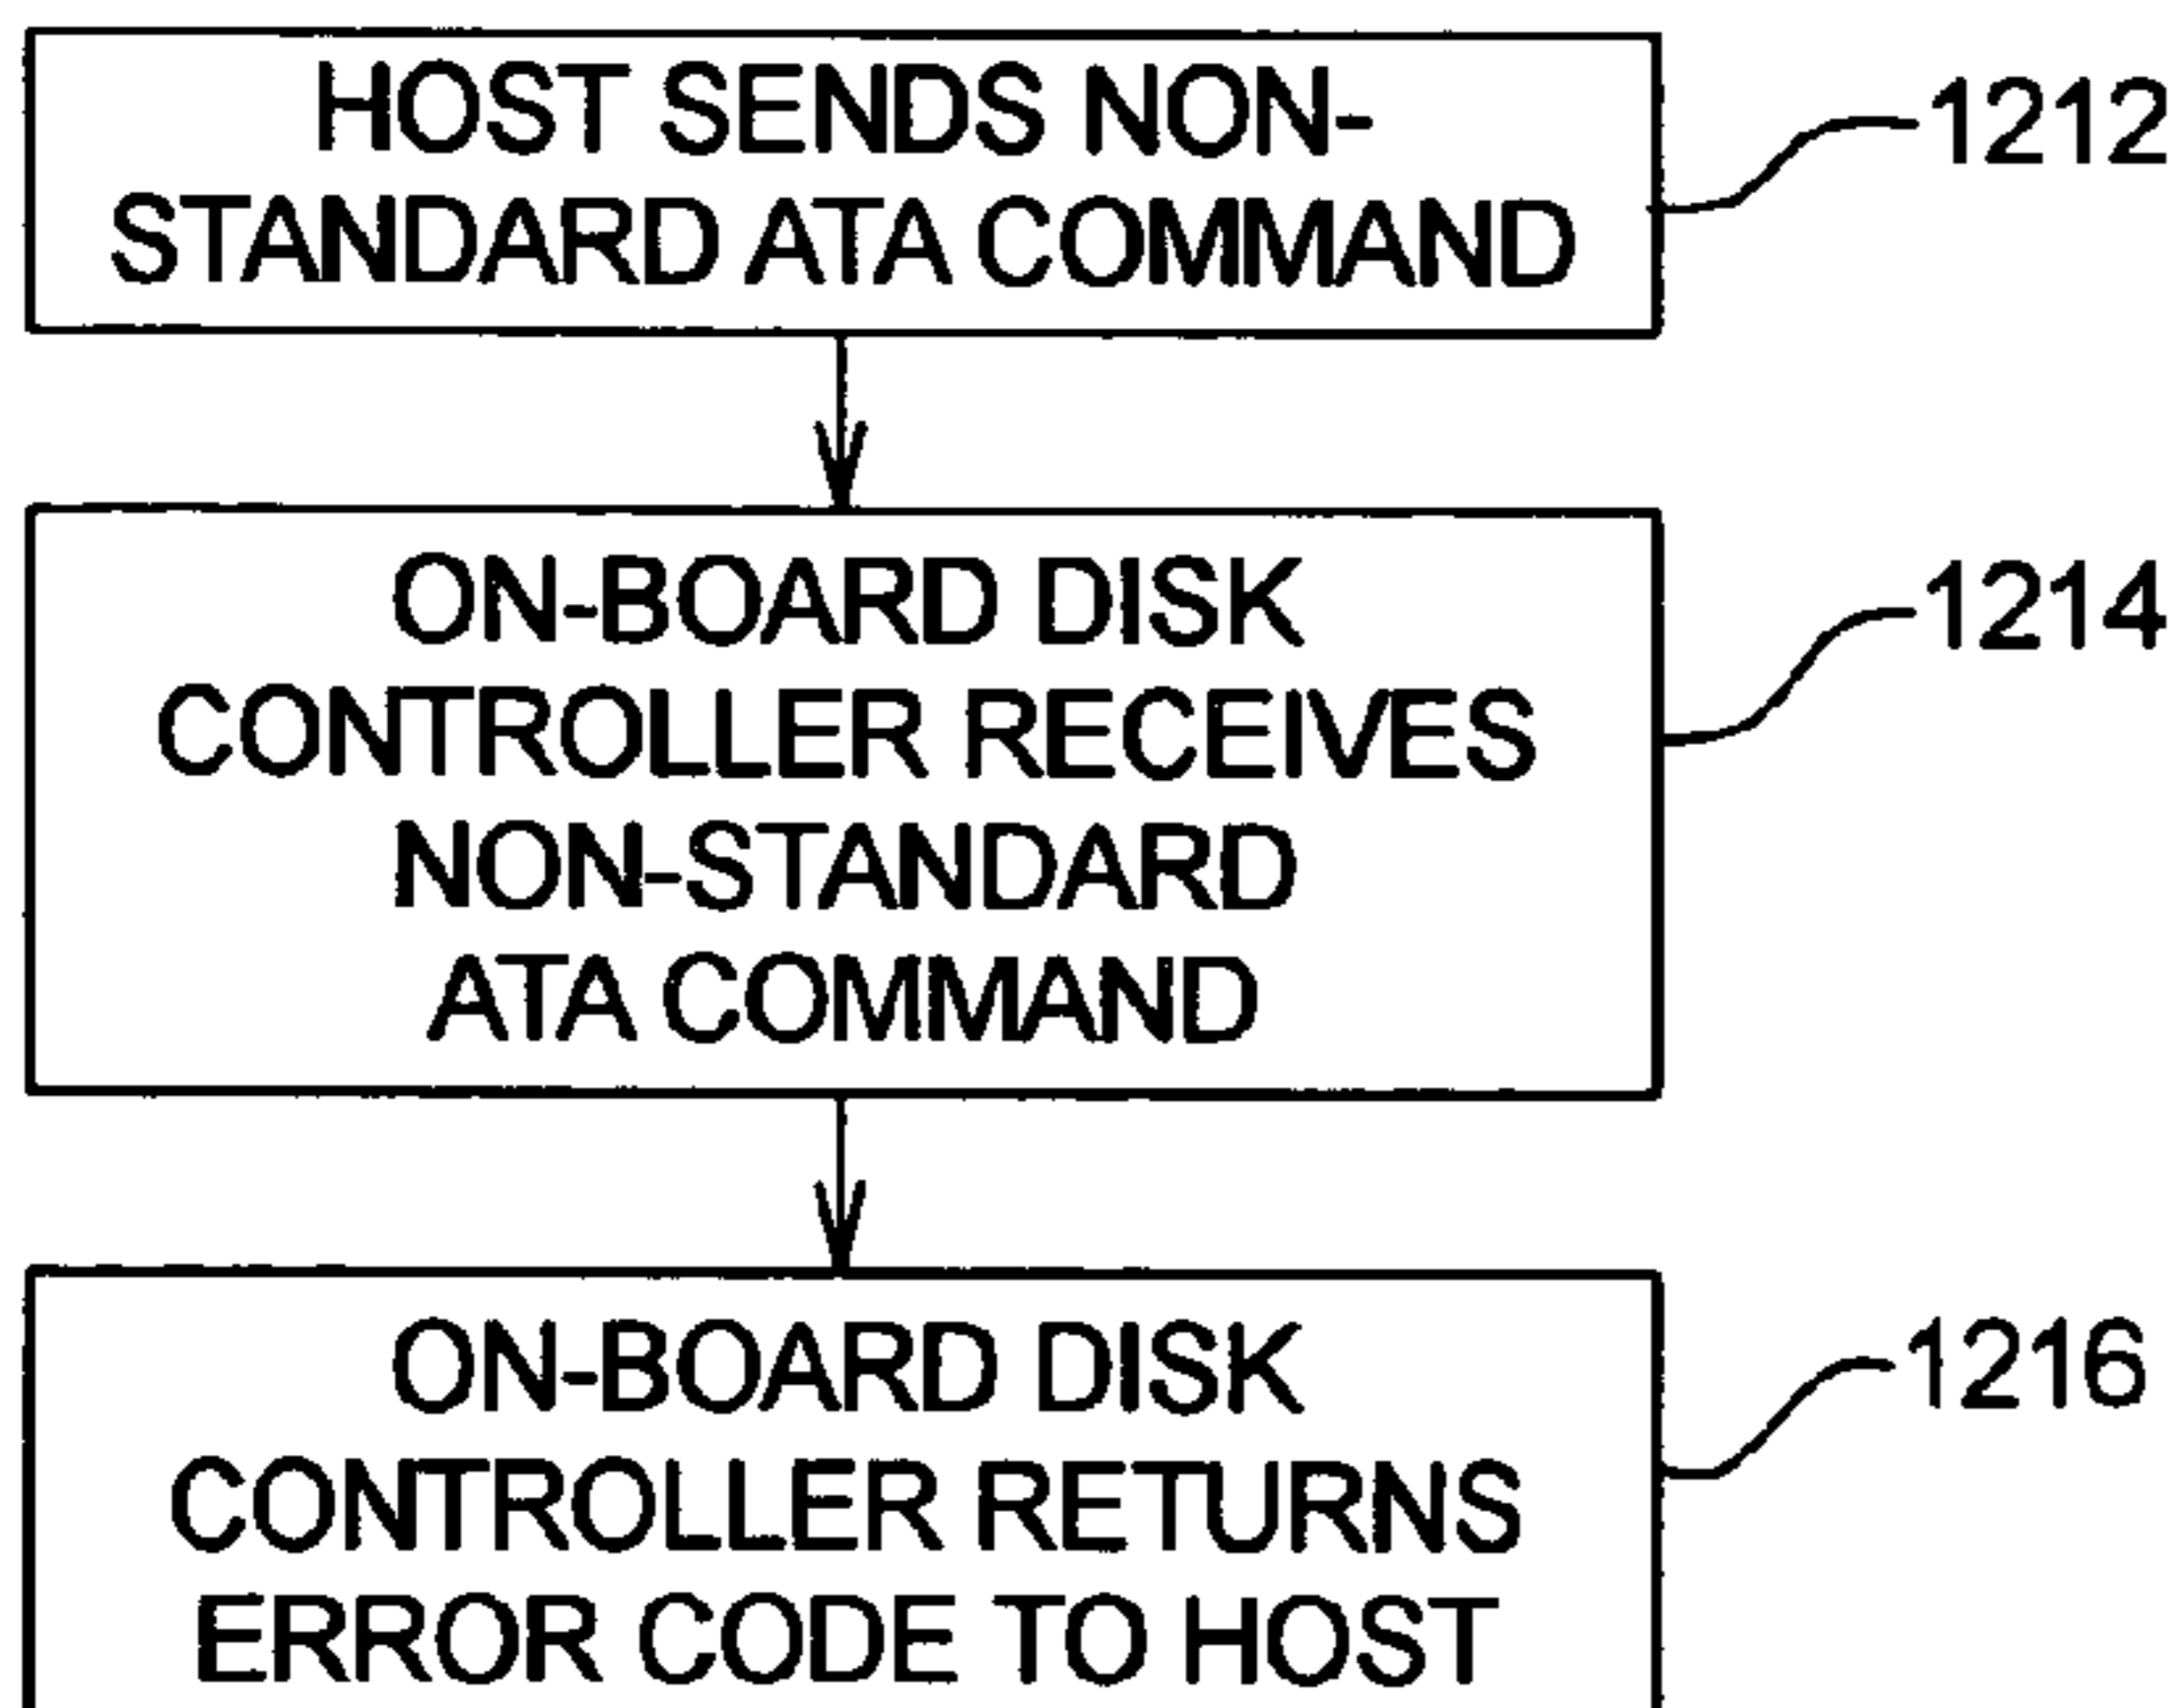 HOST SENDS NON-
STANDARD ATA COMMAND
1212
ON-BOARD DISK
CONTROLLER RECEIVES
NON-STANDARD
ATA COMMAND
1214
ON-BOARD DISK
CONTROLLER RETURNS
ERROR CODE TO HOST
1216